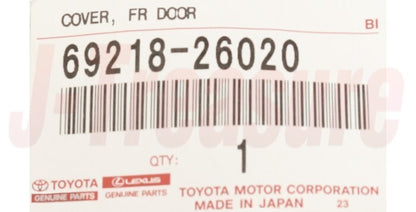 COVER, FR DOOR
BI
69218-26020
J-Treasure
QTY: 1
TOYOTA
GENUINE PARTS
LEXUS
GENUINE PARTS
TOYOTA MOTOR CORPORATION
MADE IN JAPAN 23